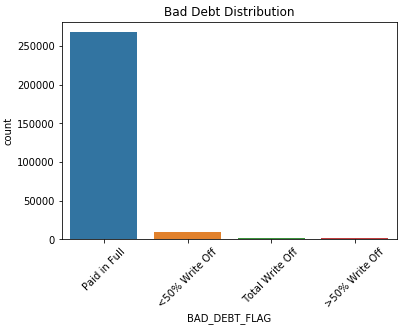 Bad Debt Distribution
250000
200000
150000
100000
50000
0
count
Paid in Full
<50% Write Off
Total Write Off
>50% Write Off
BAD_DEBT_FLAG